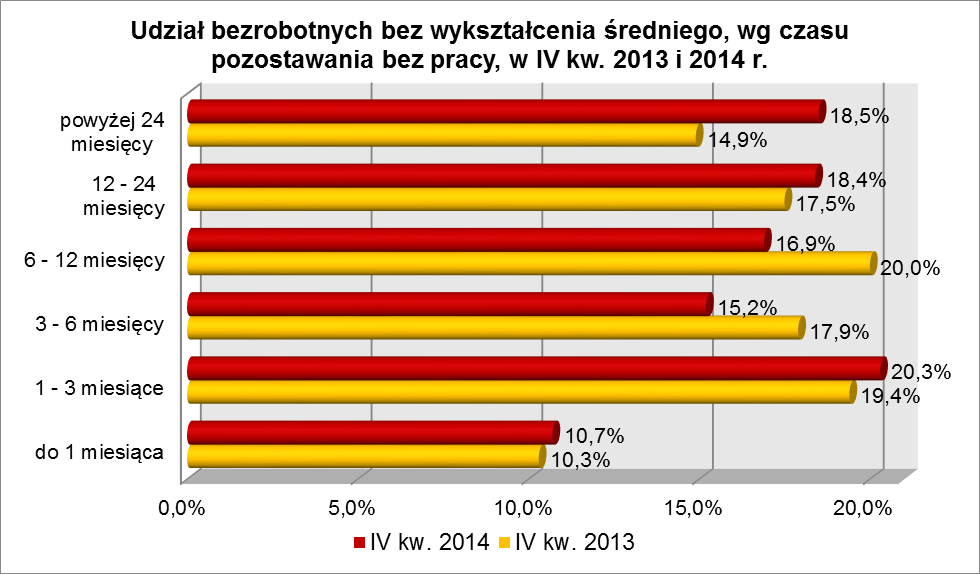 Udział bezrobotnych bez wykształcenia średniego, wg czasu
pozostawania bez pracy, w IV kw. 2013 i 2014 r.
powyżej 24
miesięcy
18,5%
14,9%
12 - 24
miesięcy
18,4%
17,5%
6 - 12 miesięcy
16,9%
20,0%
3 - 6 miesięcy
15,2%
17,9%
1 - 3 miesiące
20,3%
19,4%
do 1 miesiąca
10,7%
10,3%
0,0% 5,0% 10,0% 15,0% 20,0%
IV kw. 2014 IV kw. 2013